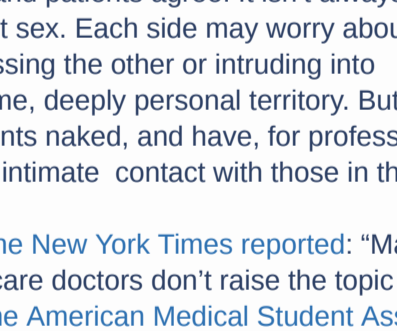 and patients agree: it isn't always
t sex. Each side may worry abou
ssing the other or intruding into
me, deeply personal territory. But
nts naked, and have, for profess
intimate contact with those in th
he New York Times reported: “Ma
care doctors don’t raise the topic
he American Medical Student Ass